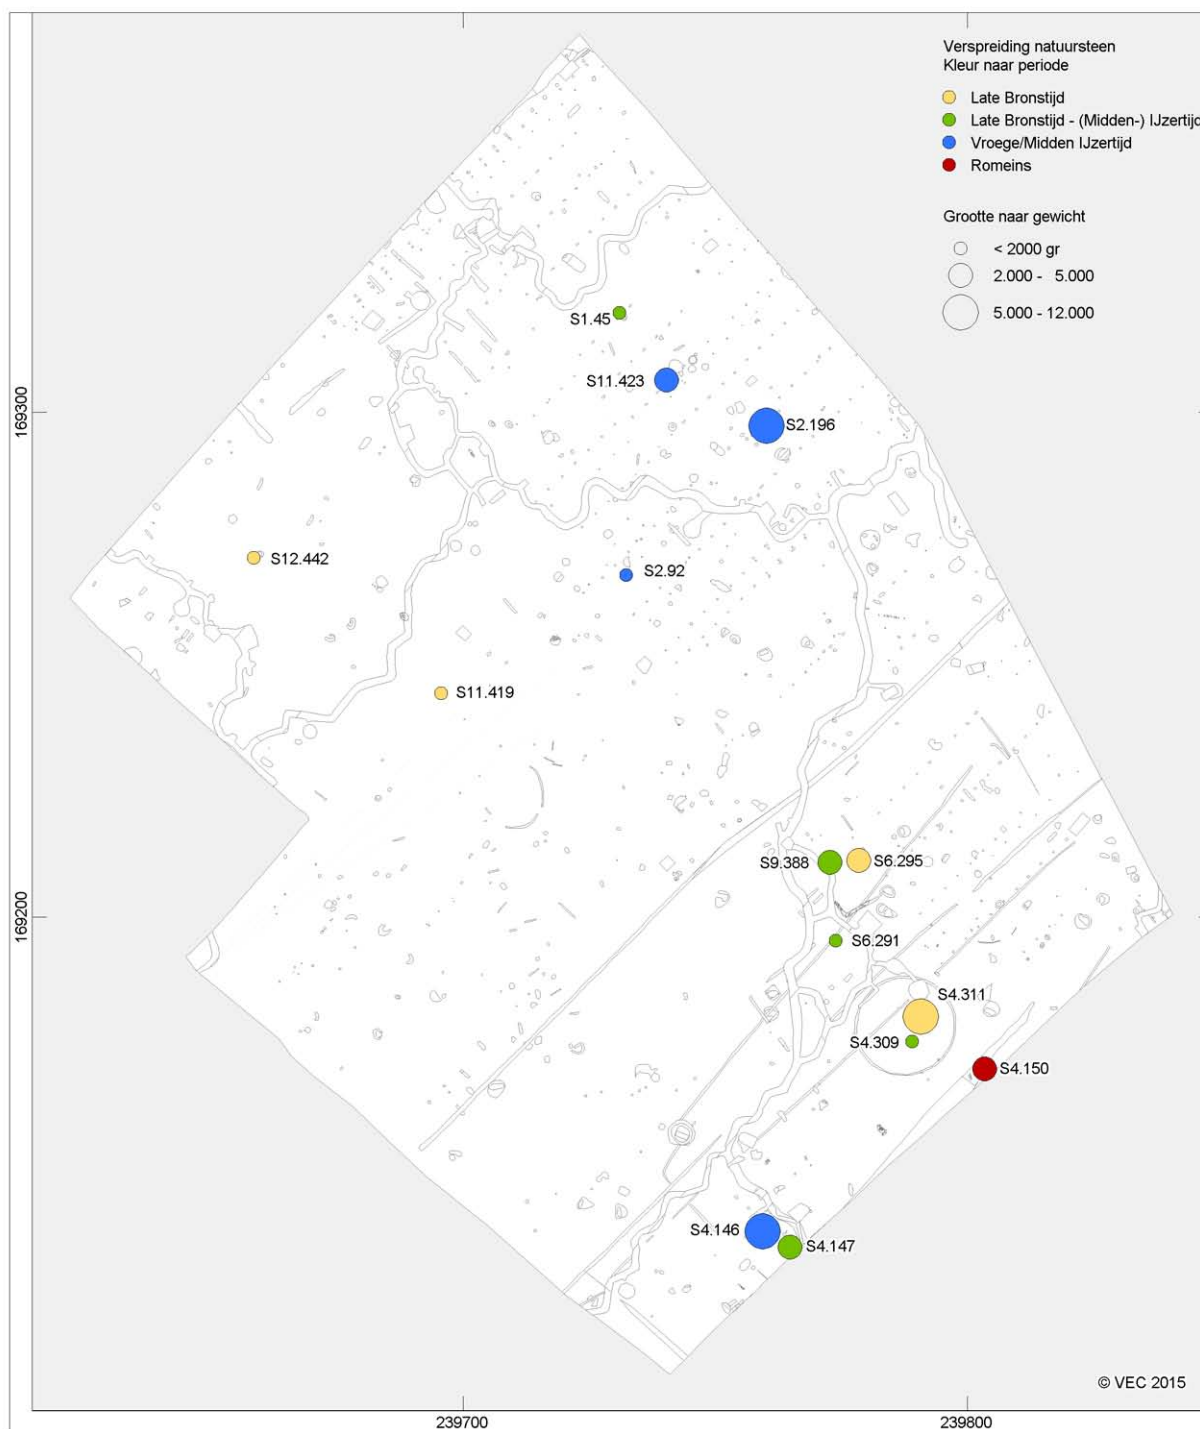 Verspreiding natuursteen
Kleur naar periode
Late Bronstijd
Late Bronstijd - (Midden-) IJzertijd
Vroege/Midden IJzertijd
Romeins
Grootte naar gewicht
< 2000 gr
2.000 - 5.000
5.000 - 12.000
S1.45
S11.423
S2.196
169300
S12.442
S2.92
S11.419
S9.388
S6.295
169200
S6.291
S4.311
S4.309
S4.150
S4.146
S4.147
© VEC 2015
239700
239800